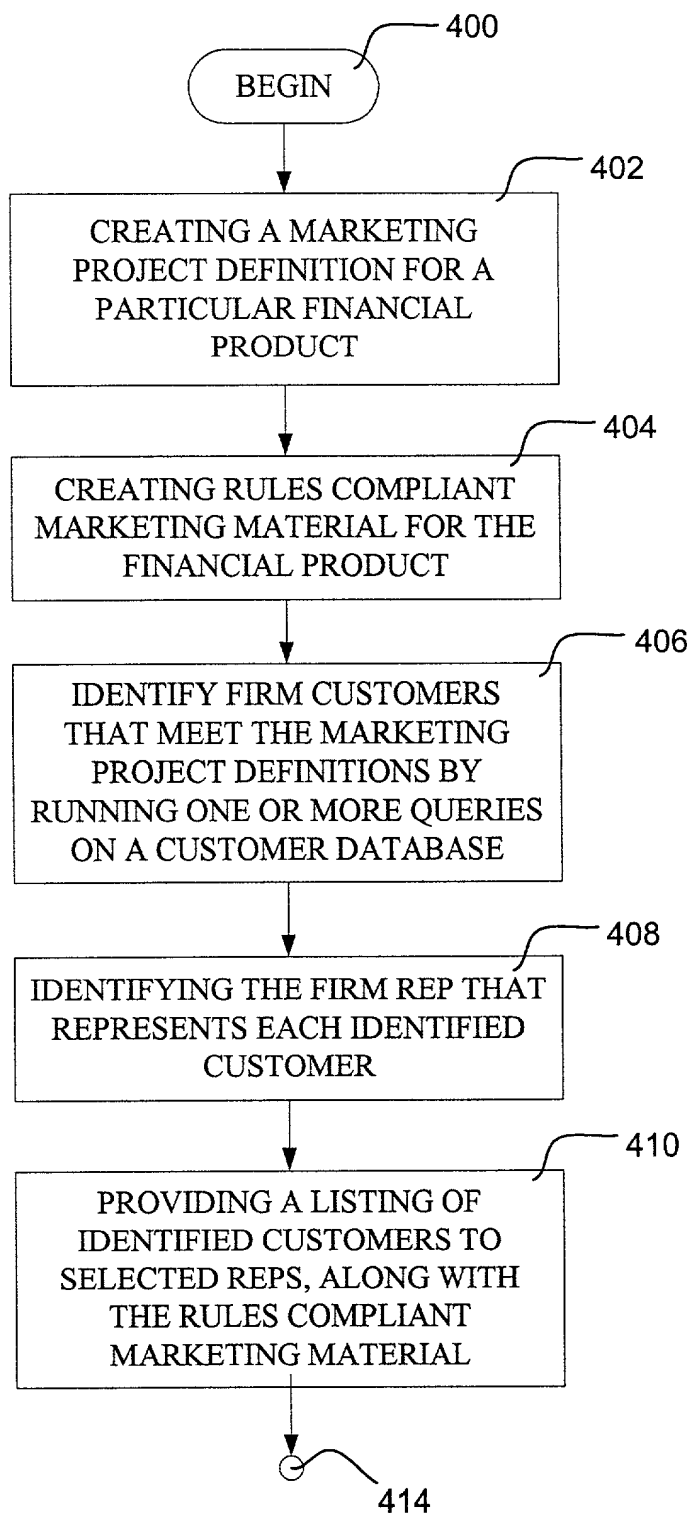 400
BEGIN
402
CREATING A MARKETING
PROJECT DEFINITION FOR A
PARTICULAR FINANCIAL
PRODUCT
404
CREATING RULES COMPLIANT
MARKETING MATERIAL FOR THE
FINANCIAL PRODUCT
406
IDENTIFY FIRM CUSTOMERS
THAT MEET THE MARKETING
PROJECT DEFINITIONS BY
RUNNING ONE OR MORE QUERIES
ON A CUSTOMER DATABASE
408
IDENTIFYING THE FIRM REP THAT
REPRESENTS EACH IDENTIFIED
CUSTOMER
410
PROVIDING A LISTING OF
IDENTIFIED CUSTOMERS TO
SELECTED REPS, ALONG WITH
THE RULES COMPLIANT
MARKETING MATERIAL
414